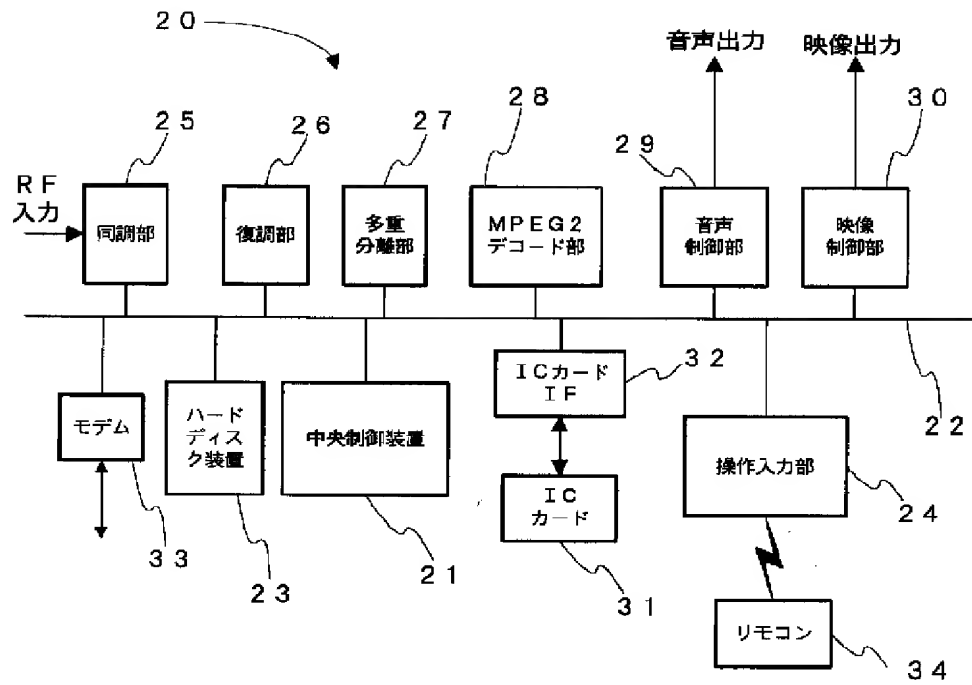 20
音声出力
映像出力
25
26
27
28
29
30
RF
入力
同調部
復調部
多重
分離部
MPEG2
デコード部
音声
制御部
映像
制御部
モデム
ハード
ディス
ク装置
中央制御装置
ICカード
IF
32
操作入力部
22
IC
カード
33
23
21
31
24
リモコン
34